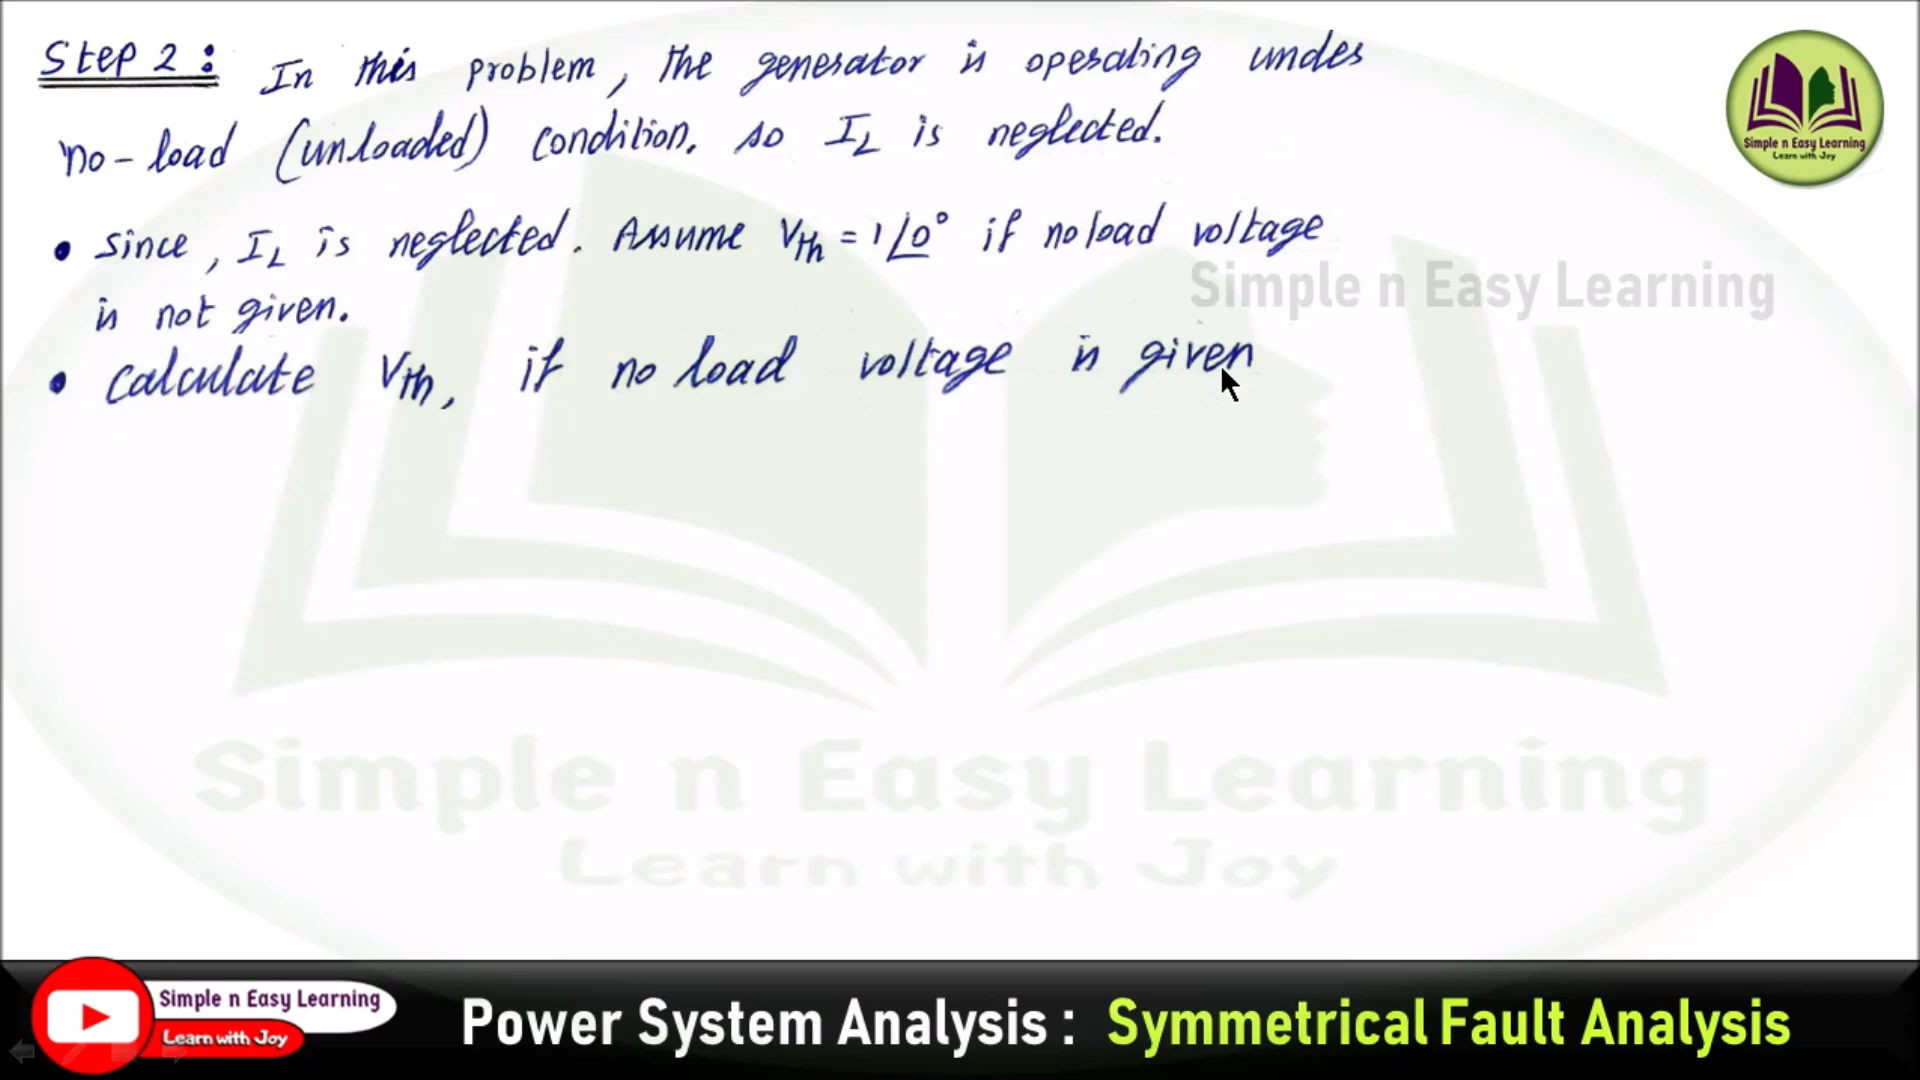 Step 2 : In this problem, the generator is operating under
no-load (unloaded) condition. so IL is neglected.
• Since, IL is neglected. Assume Vth = 1∠0° if no load voltage
is not given.
• Calculate Vth, if no load voltage is given
Simple n Easy Learning
Learn with Joy
Simple n Easy Learning
Simple n Easy Learning
Learn with Joy
Simple n Easy Learning
Learn with Joy
Power System Analysis : Symmetrical Fault Analysis